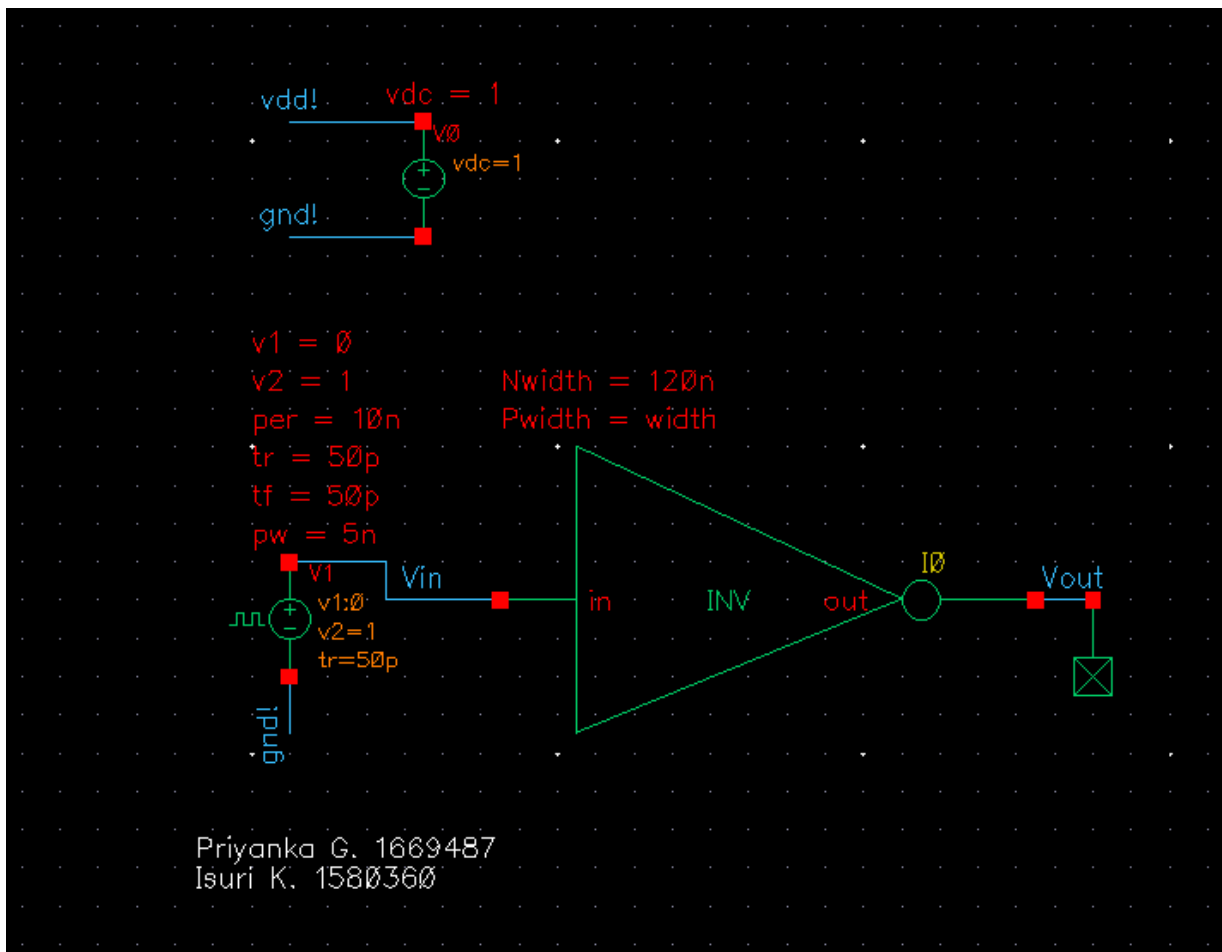 vdd!
vdc = 1
V0
vdc=1
gnd!
v1 = 0
v2 = 1
per = 10n
tr = 50p
tf = 50p
pw = 5n
Nwidth = 120n
Pwidth = width
V1
v1:0
v2=1
tr=50p
gnd!
Vin
in
INV
out
I0
Vout
Priyanka G. 1669487
Isuri K. 1580360